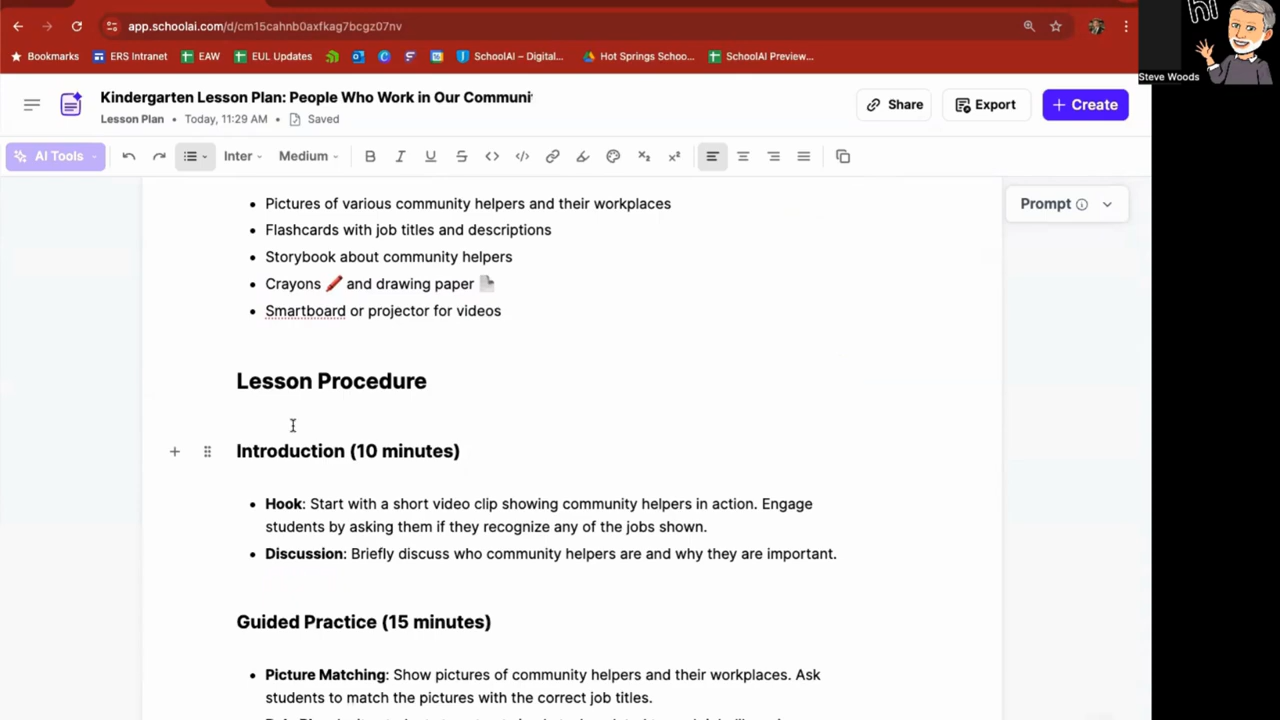 app.schoolai.com/d/cm15cahnb0axfkag7bcgz07nv
hi
Bookmarks ERS Intranet EAW EUL Updates SchoolAI – Digital... Hot Springs Schoo... SchoolAI Preview...
Steve Woods
Kindergarten Lesson Plan: People Who Work in Our Communi
Lesson Plan • Today, 11:29 AM • Saved
Share Export + Create
AI Tools Inter Medium B I U S X₂ X²
Prompt
• Pictures of various community helpers and their workplaces
• Flashcards with job titles and descriptions
• Storybook about community helpers
• Crayons 🖍️ and drawing paper 📄
• Smartboard or projector for videos
Lesson Procedure
Introduction (10 minutes)
• Hook: Start with a short video clip showing community helpers in action. Engage
students by asking them if they recognize any of the jobs shown.
• Discussion: Briefly discuss who community helpers are and why they are important.
Guided Practice (15 minutes)
• Picture Matching: Show pictures of community helpers and their workplaces. Ask
students to match the pictures with the correct job titles.